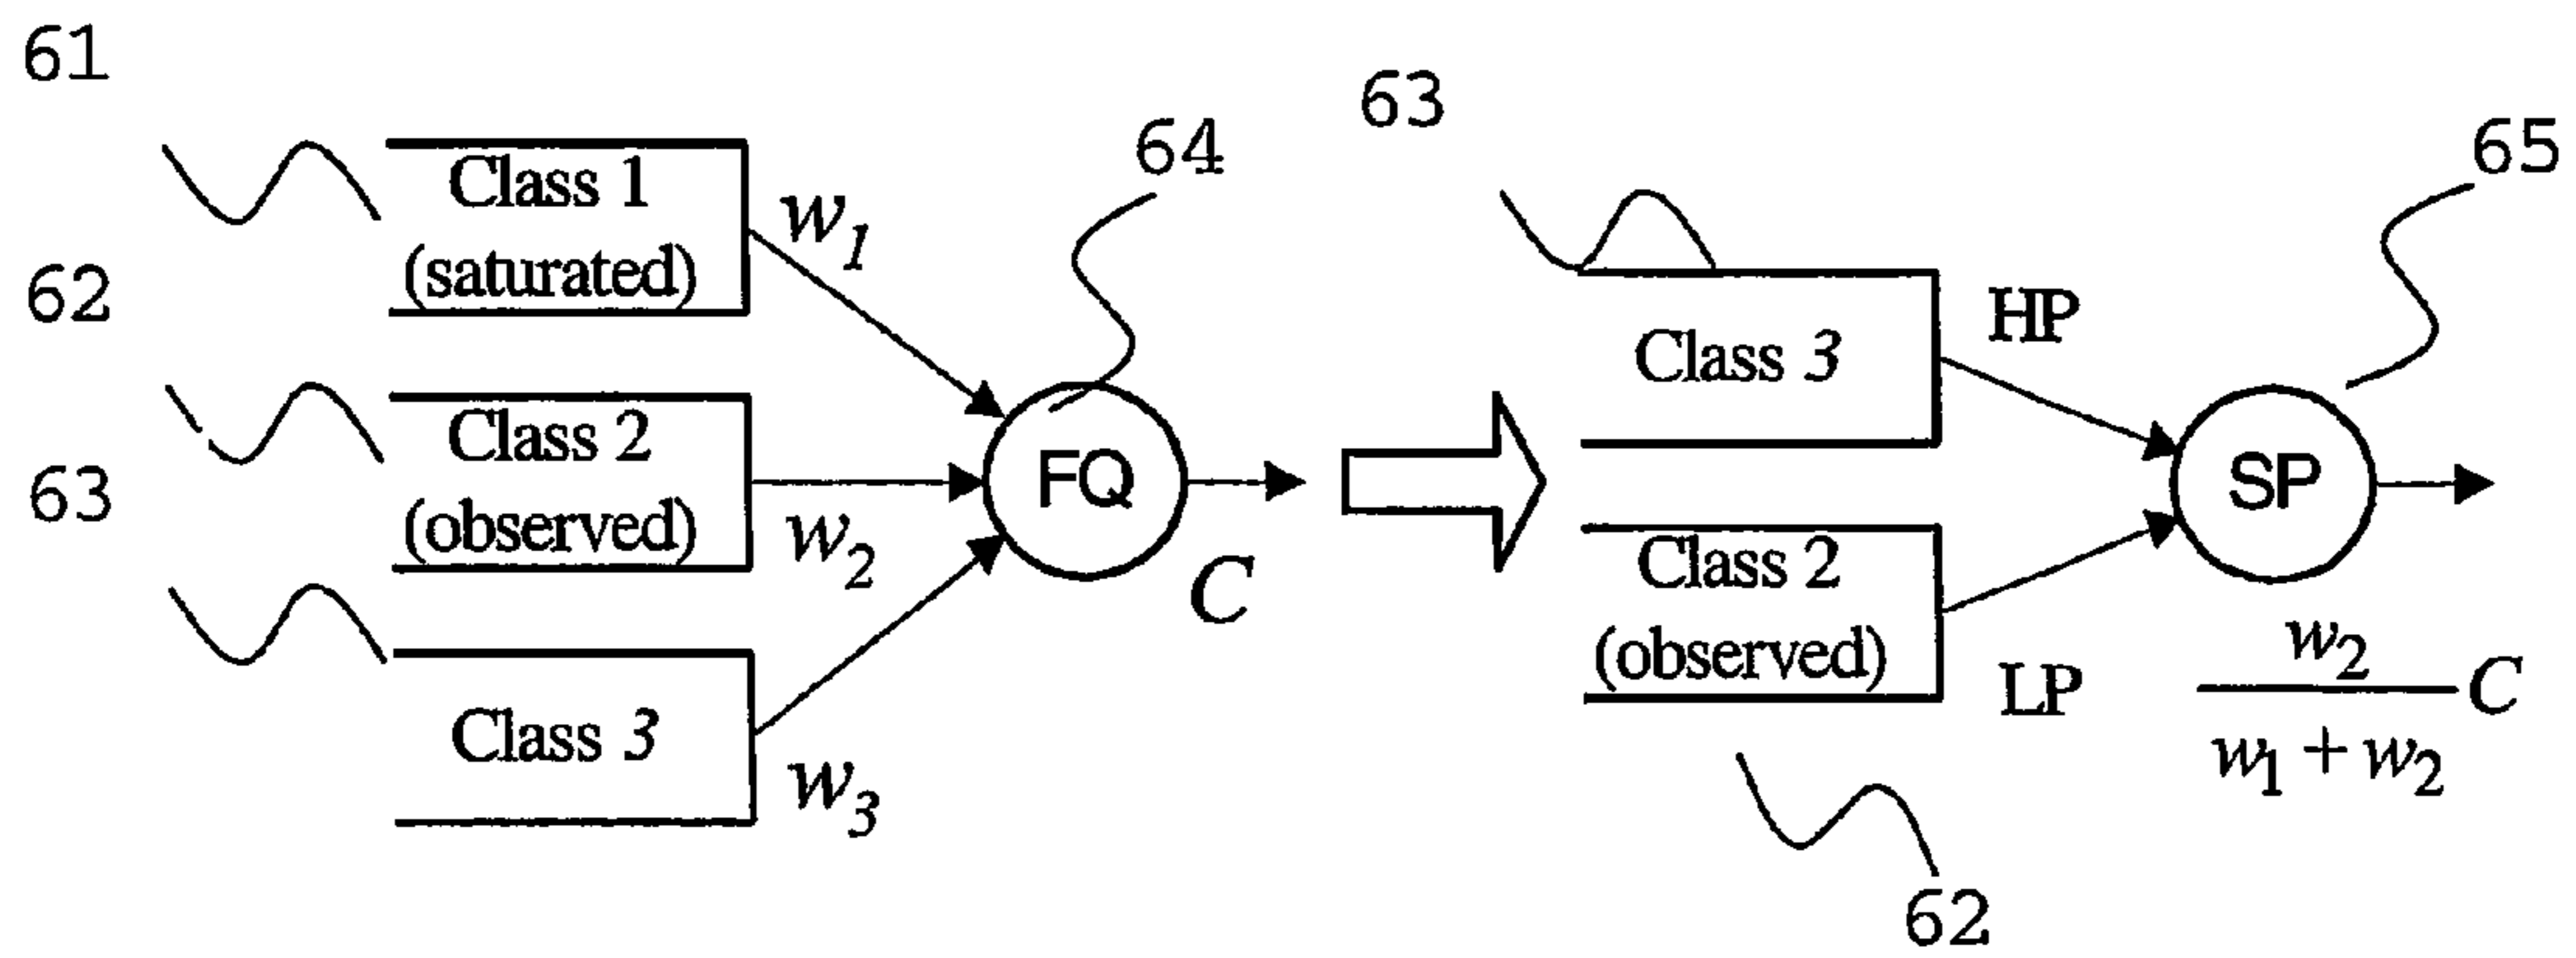 61
Class 1
(saturated)
w1
62
Class 2
(observed)
w2
63
Class 3
w3
64
FQ
C
63
Class 3
HP
65
SP
Class 2
(observed)
LP
w2
C
w1 + w2
62